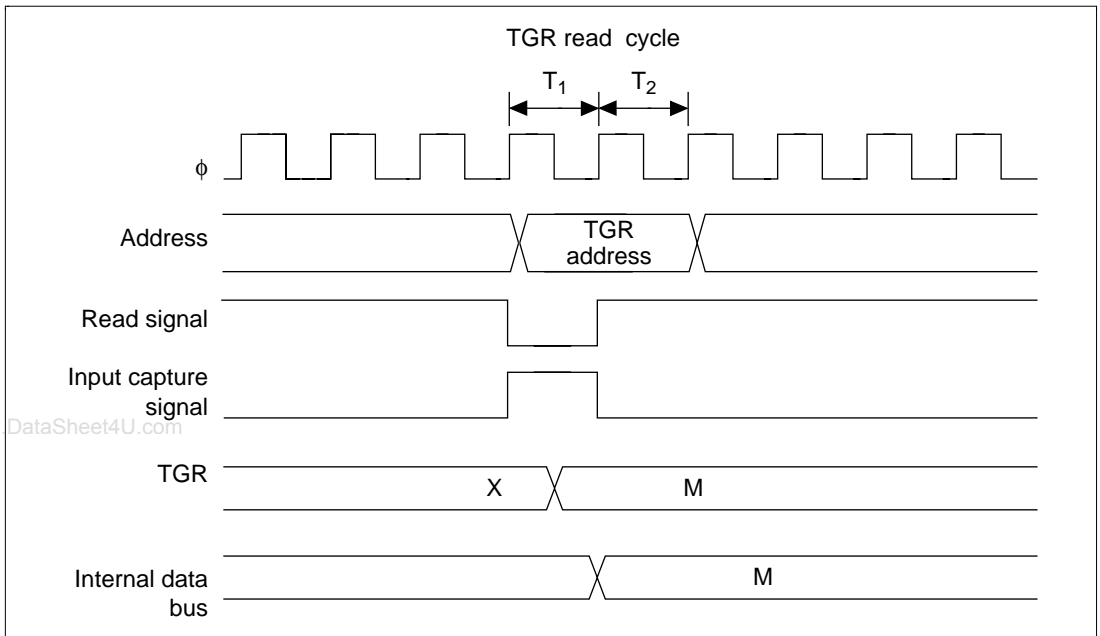 TGR read cycle
T1 T2
ϕ
Address
TGR
address
Read signal
Input capture
signal
DataSheet4U.com
TGR
X M
Internal data
bus
M